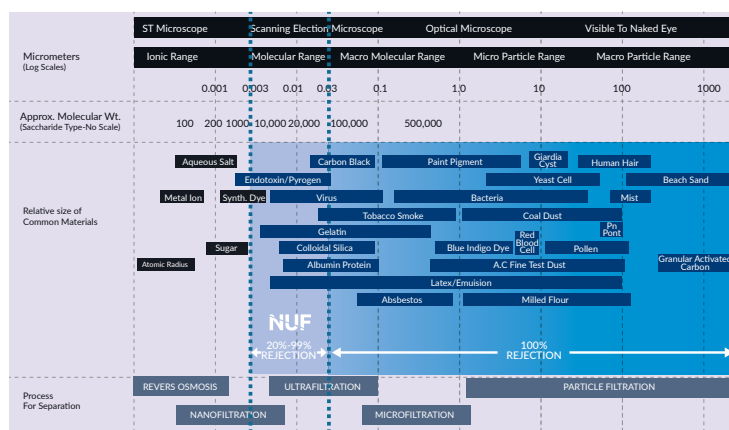 ST Microscope Scanning Election Microscope Optical Microscope Visible To Naked Eye
Micrometers
(Log Scales)
Ionic Range Molecular Range Macro Molecular Range Micro Particle Range Macro Particle Range
0.001 0.003 0.01 0.03 0.1 1.0 10 100 1000
Approx. Molecular Wt.
(Saccharide Type-No Scale)
100 200 1000 10,000 20,000 100,000 500,000
Relative size of
Common Materials
Aqueous Salt Carbon Black Paint Pigment Giardia
Cyst Human Hair
Endotoxin/Pyrogen Yeast Cell Beach Sand
Metal Ion Synth. Dye Virus Bacteria Mist
Tobacco Smoke Coal Dust
Gelatin Red
Blood
Cell Pn
Pont
Sugar Colloidal Silica Blue Indigo Dye Pollen
Atomic Radius Albumin Protein A.C Fine Test Dust Granular Activated
Carbon
Latex/Emuision
Absbestos Milled Flour
NUF
20%-99%
REJECTION
100%
REJECTION
Process
For Separation
REVERS OSMOSIS ULTRAFILTRATION PARTICLE FILTRATION
NANOFILTRATION MICROFILTRATION